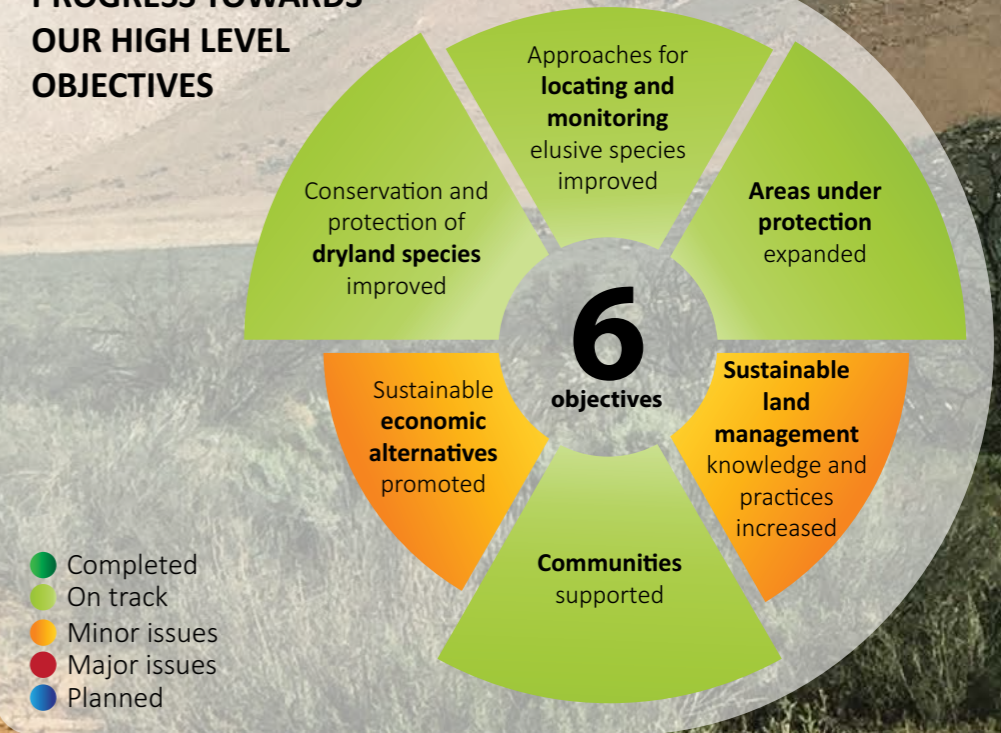 PROGRESS TOWARDS
OUR HIGH LEVEL
OBJECTIVES
Approaches for
locating and
monitoring
elusive species
improved
Conservation and
protection of
dryland species
improved
Areas under
protection
expanded
6
objectives
Sustainable
economic
alternatives
promoted
Sustainable
land
management
knowledge and
practices
increased
Communities
supported
Completed
On track
Minor issues
Major issues
Planned